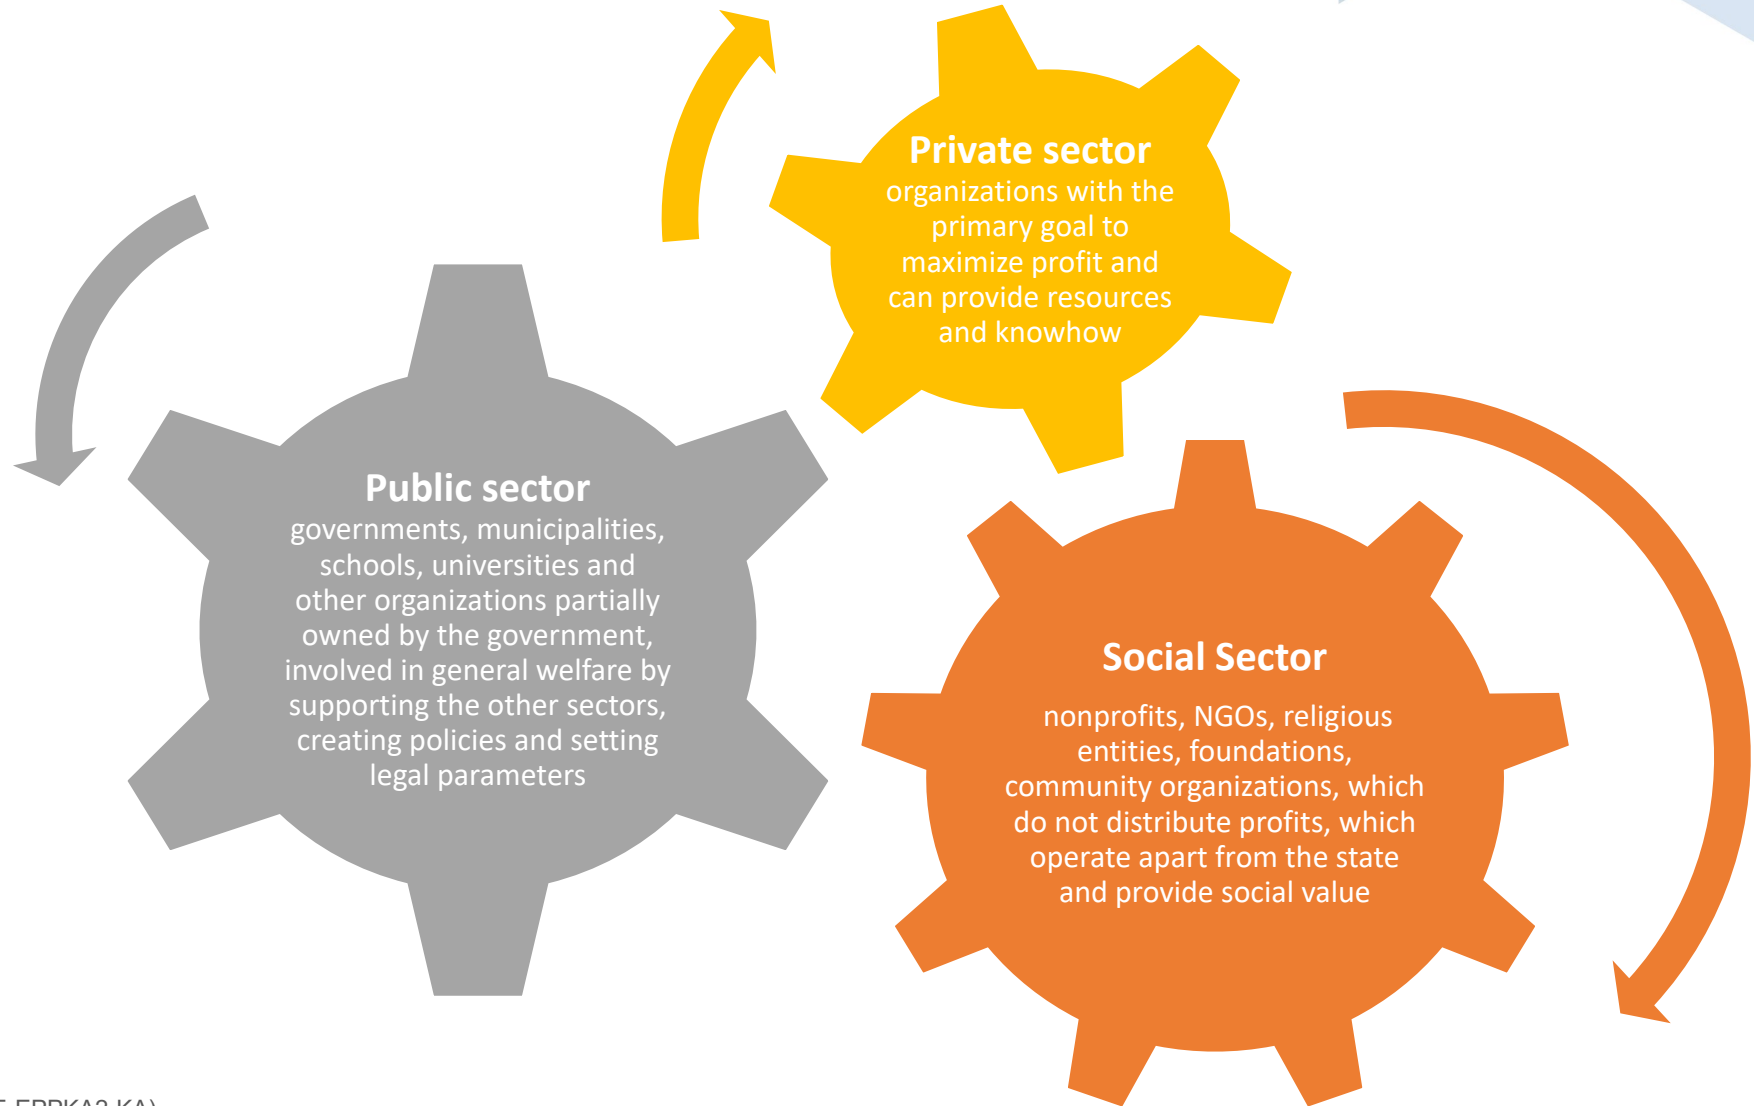 Private sector
organizations with the
primary goal to
maximize profit and
can provide resources
and knowhow
Public sector
governments, municipalities,
schools, universities and
other organizations partially
owned by the government,
involved in general welfare by
supporting the other sectors,
creating policies and setting
legal parameters
Social Sector
nonprofits, NGOs, religious
entities, foundations,
community organizations, which
do not distribute profits, which
operate apart from the state
and provide social value